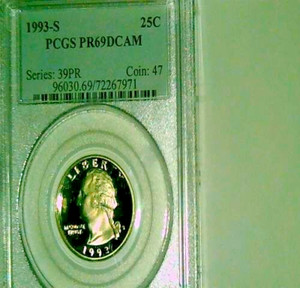 1993-S 25C
PCGS PR69DCAM
Series: 39PR Coin: 47
96030.69/72267971
LIBERTY
1993